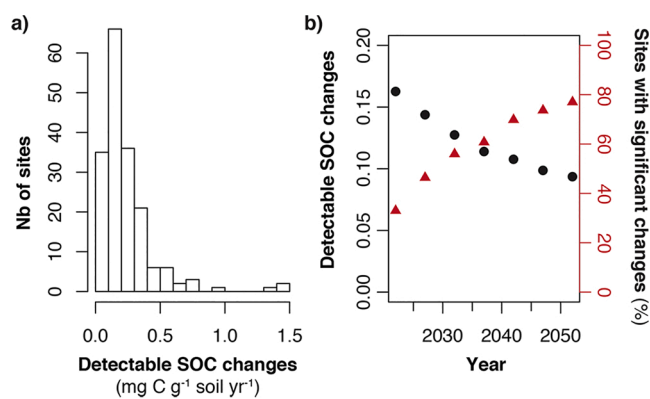 a)
Nb of sites
60
50
40
30
20
10
0
0.0 0.5 1.0 1.5
Detectable SOC changes
(mg C g⁻¹ soil yr⁻¹)
b)
Detectable SOC changes
0.20
0.15
0.10
0.05
0.00
2030 2040 2050
Year
100
80
60
40
20
0
Sites with significant changes (%)